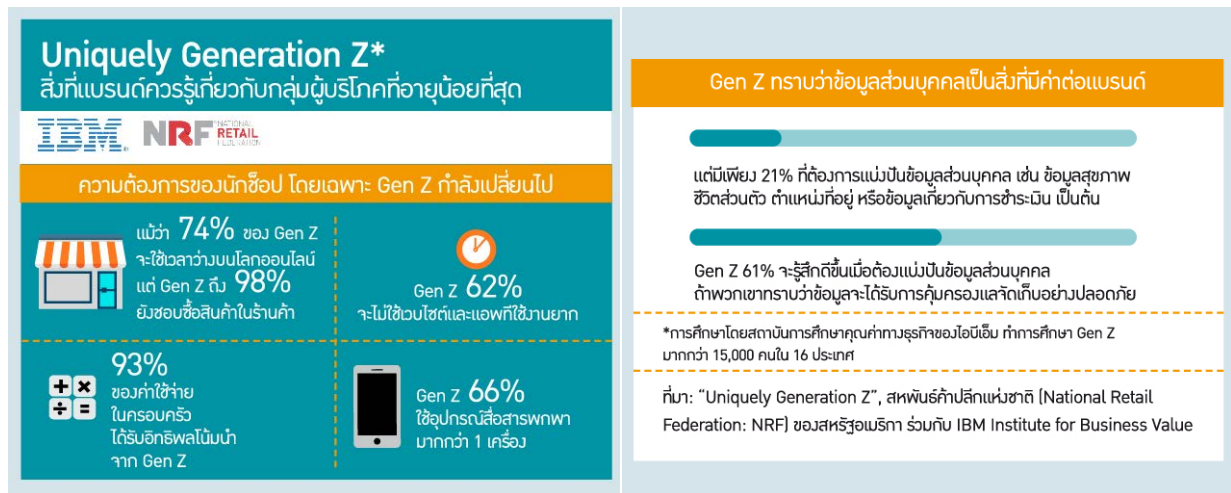 Uniquely Generation Z*
สิ่งที่แบรนด์ควรรู้เกี่ยวกับกลุ่มผู้บริโภคที่อายุน้อยที่สุด
IBM
NRF NATIONAL
RETAIL
FEDERATION
ความต้องการของนักช็อป โดยเฉพาะ Gen Z กำลังเปลี่ยนไป
แม้ว่า 74% ของ Gen Z
จะใช้เวลาว่างบนโลกออนไลน์
แต่ Gen Z ถึง 98%
ยังชอบซื้อสินค้าในร้านค้า
Gen Z 62%
จะไม่ใช้เวบไซต์และแอพที่ใช้งานยาก
93%
ของค่าใช้จ่าย
ในครอบครัว
ได้รับอิทธิพลโน้มนำ
จาก Gen Z
Gen Z 66%
ใช้อุปกรณ์สื่อสารพกพา
มากกว่า 1 เครื่อง
Gen Z ทราบว่าข้อมูลส่วนบุคคลเป็นสิ่งที่มีค่าต่อแบรนด์
แต่มีเพียง 21% ที่ต้องการแบ่งปันข้อมูลส่วนบุคคล เช่น ข้อมูลสุขภาพ
ชีวิตส่วนตัว ตำแหน่งที่อยู่ หรือข้อมูลเกี่ยวกับการชำระเงิน เป็นต้น
Gen Z 61% จะรู้สึกดีขึ้นเมื่อต้องแบ่งปันข้อมูลส่วนบุคคล
ถ้าพวกเขาทราบว่าข้อมูลจะได้รับการคุ้มครองแลจัดเก็บอย่างปลอดภัย
*การศึกษาโดยสถาบันการศึกษาคุณค่าทางธุรกิจของไอบีเอ็ม ทำการศึกษา Gen Z
มากกว่า 15,000 คนใน 16 ประเทศ
ที่มา: “Uniquely Generation Z”, สหพันธ์ค้าปลีกแห่งชาติ (National Retail
Federation: NRF) ของสหรัฐอเมริกา ร่วมกับ IBM Institute for Business Value